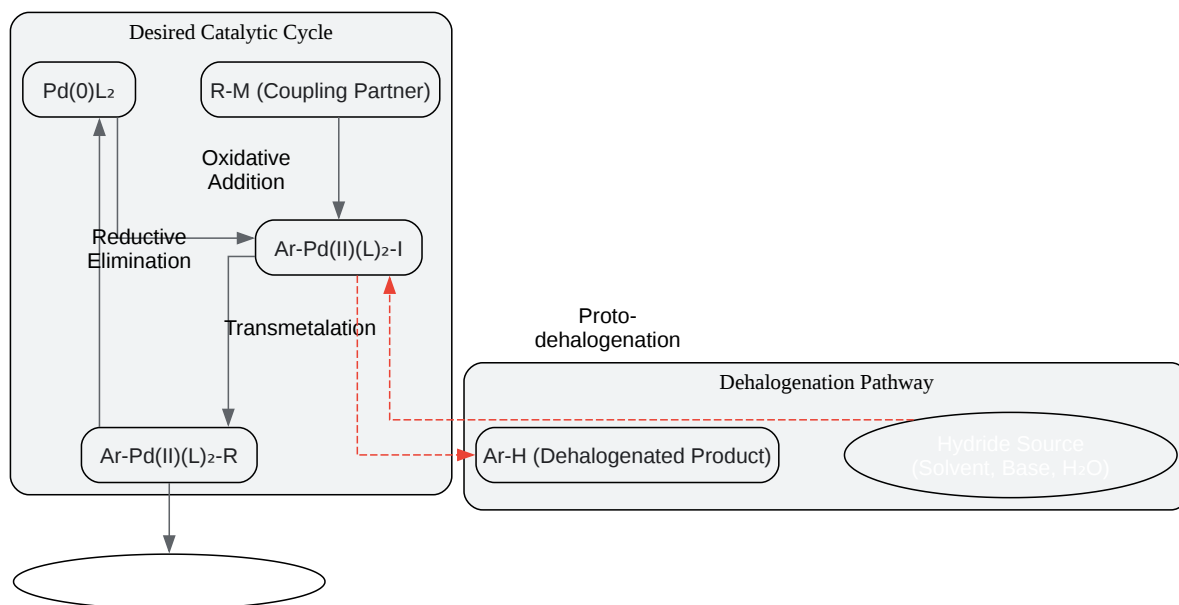 Desired Catalytic Cycle
Pd(0)L₂
R-M (Coupling Partner)
Oxidative
Addition
Reductive
Elimination
Ar-Pd(II)(L)₂-I
Transmetalation
Proto-
dehalogenation
Dehalogenation Pathway
Ar-Pd(II)(L)₂-R
Ar-H (Dehalogenated Product)
Hydride Source
(Solvent, Base, H₂O)